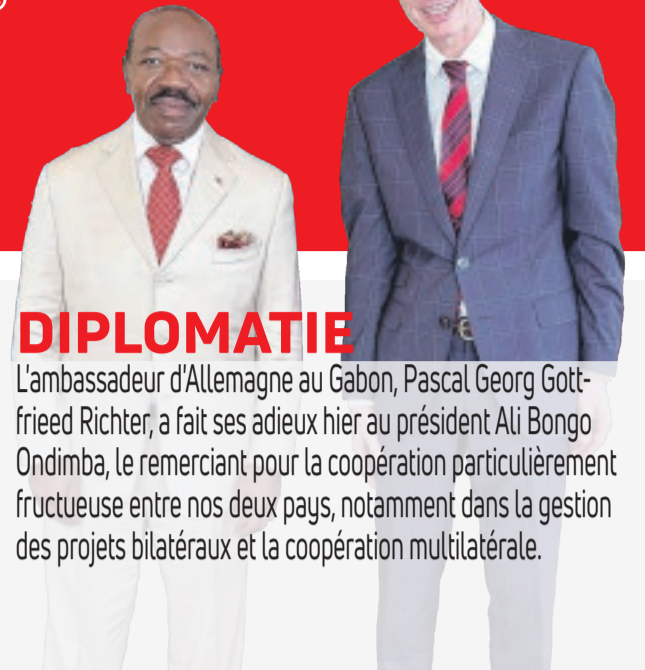 DIPLOMATIE
L'ambassadeur d'Allemagne au Gabon, Pascal Georg Gott-
frieed Richter, a fait ses adieux hier au président Ali Bongo
Ondimba, le remerciant pour la coopération particulièrement
fructueuse entre nos deux pays, notamment dans la gestion
des projets bilatéraux et la coopération multilatérale.